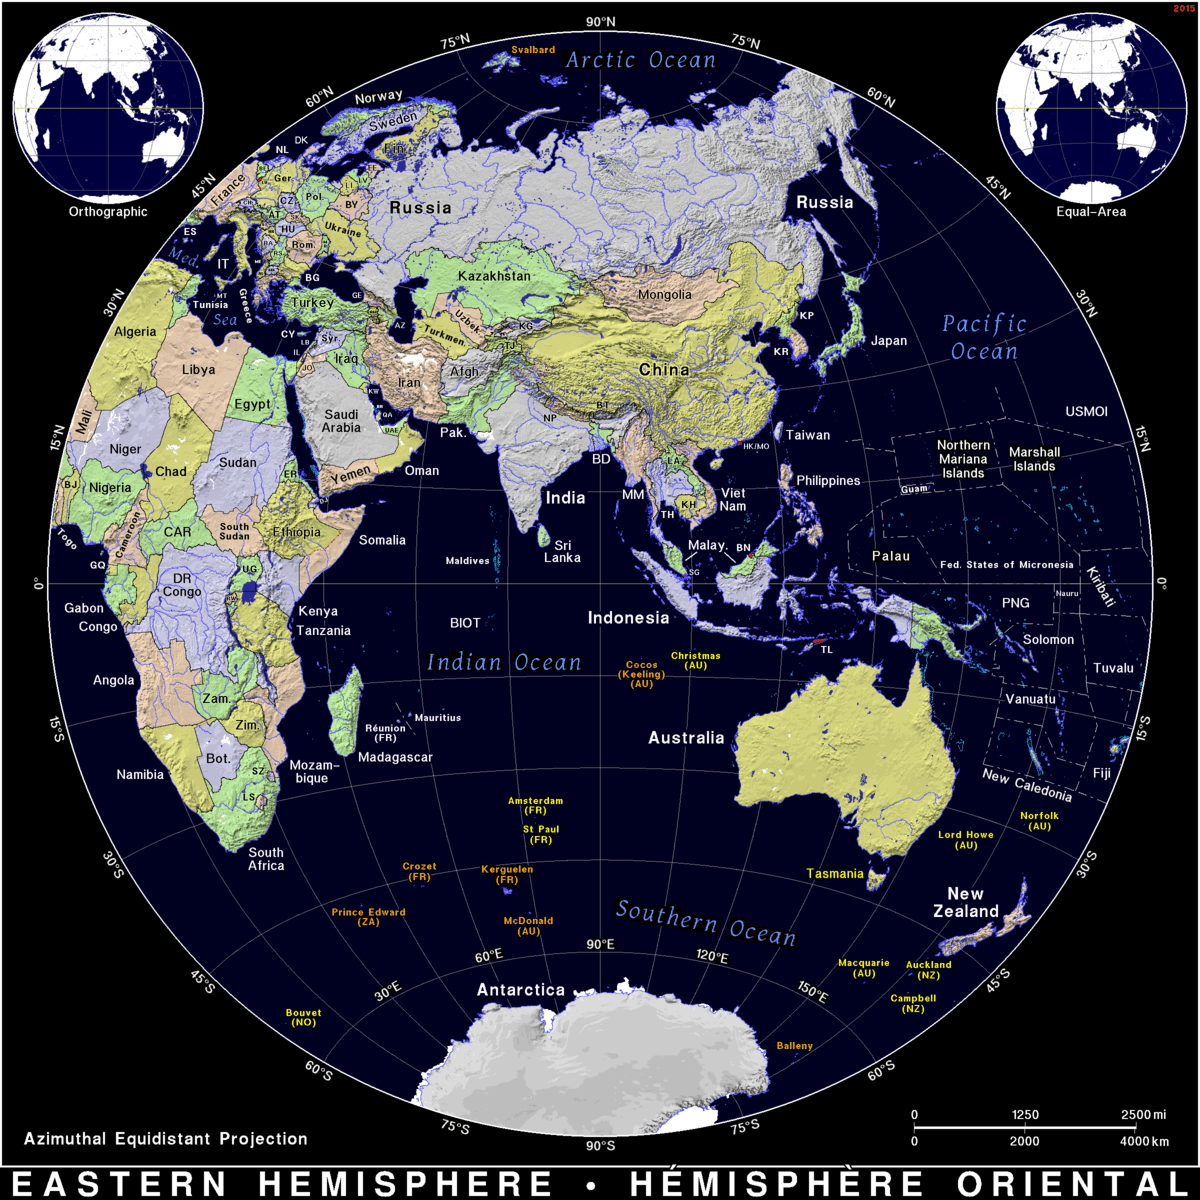 2015
90°N
75°N
75°N
Svalbard
Arctic Ocean
60°N
60°N
Norway
Sweden
Fin.
DK
NL
Orthographic
Equal-Area
45°N
45°N
France
Ger.
Pol.
CZ
BY
LT
LV
EE
Russia
Russia
AT
CH
HU
Ukraine
ES
Med.
IT
BA
RS
Rom.
BG
MT
Tunisia
Sea
Greece
Turkey
GE
AZ
Kazakhstan
Mongolia
Uzbek.
KG
Turkmen.
TJ
KP
KR
Japan
Pacific
Ocean
30°N
30°N
Algeria
Libya
Egypt
CY
LB
IL
Syr.
JO
Iraq
Iran
Afgh
China
KW
QA
UAE
Saudi
Arabia
Pak.
NP
BT
USMOI
Mali
Niger
Chad
Sudan
ER
Yemen
Oman
DJ
BD
India
MM
LA
HK/MO
Taiwan
15°N
15°N
Northern
Mariana
Islands
Marshall
Islands
Guam
Philippines
BJ
Nigeria
Togo
Cameroon
CAR
South
Sudan
Ethiopia
Somalia
Sri
Lanka
Maldives
TH
KH
Viet
Nam
Malay.
BN
SG
Palau
Fed. States of Micronesia
0°
0°
GQ
Gabon
Congo
DR
Congo
UG
RW
Kenya
Tanzania
BIOT
Indonesia
PNG
Nauru
Kiribati
Solomon
TL
Tuvalu
Indian Ocean
Christmas
(AU)
Cocos
(Keeling)
(AU)
Angola
Zam.
Zim.
Vanuatu
15°S
15°S
Namibia
Bot.
Mozam-
bique
Réunion
(FR)
Mauritius
Madagascar
Australia
Fiji
New Caledonia
SZ
LS
South
Africa
Amsterdam
(FR)
St Paul
(FR)
Norfolk
(AU)
Lord Howe
(AU)
30°S
30°S
Crozet
(FR)
Kerguelen
(FR)
Tasmania
Prince Edward
(ZA)
McDonald
(AU)
Southern Ocean
New
Zealand
90°E
60°E
120°E
Macquarie
(AU)
Auckland
(NZ)
45°S
45°S
30°E
Antarctica
150°E
Campbell
(NZ)
Bouvet
(NO)
Balleny
60°S
60°S
75°S
75°S
90°S
0 1250 2500 mi
0 2000 4000 km
Azimuthal Equidistant Projection
EASTERN HEMISPHERE • HÉMISPHÈRE ORIENTAL